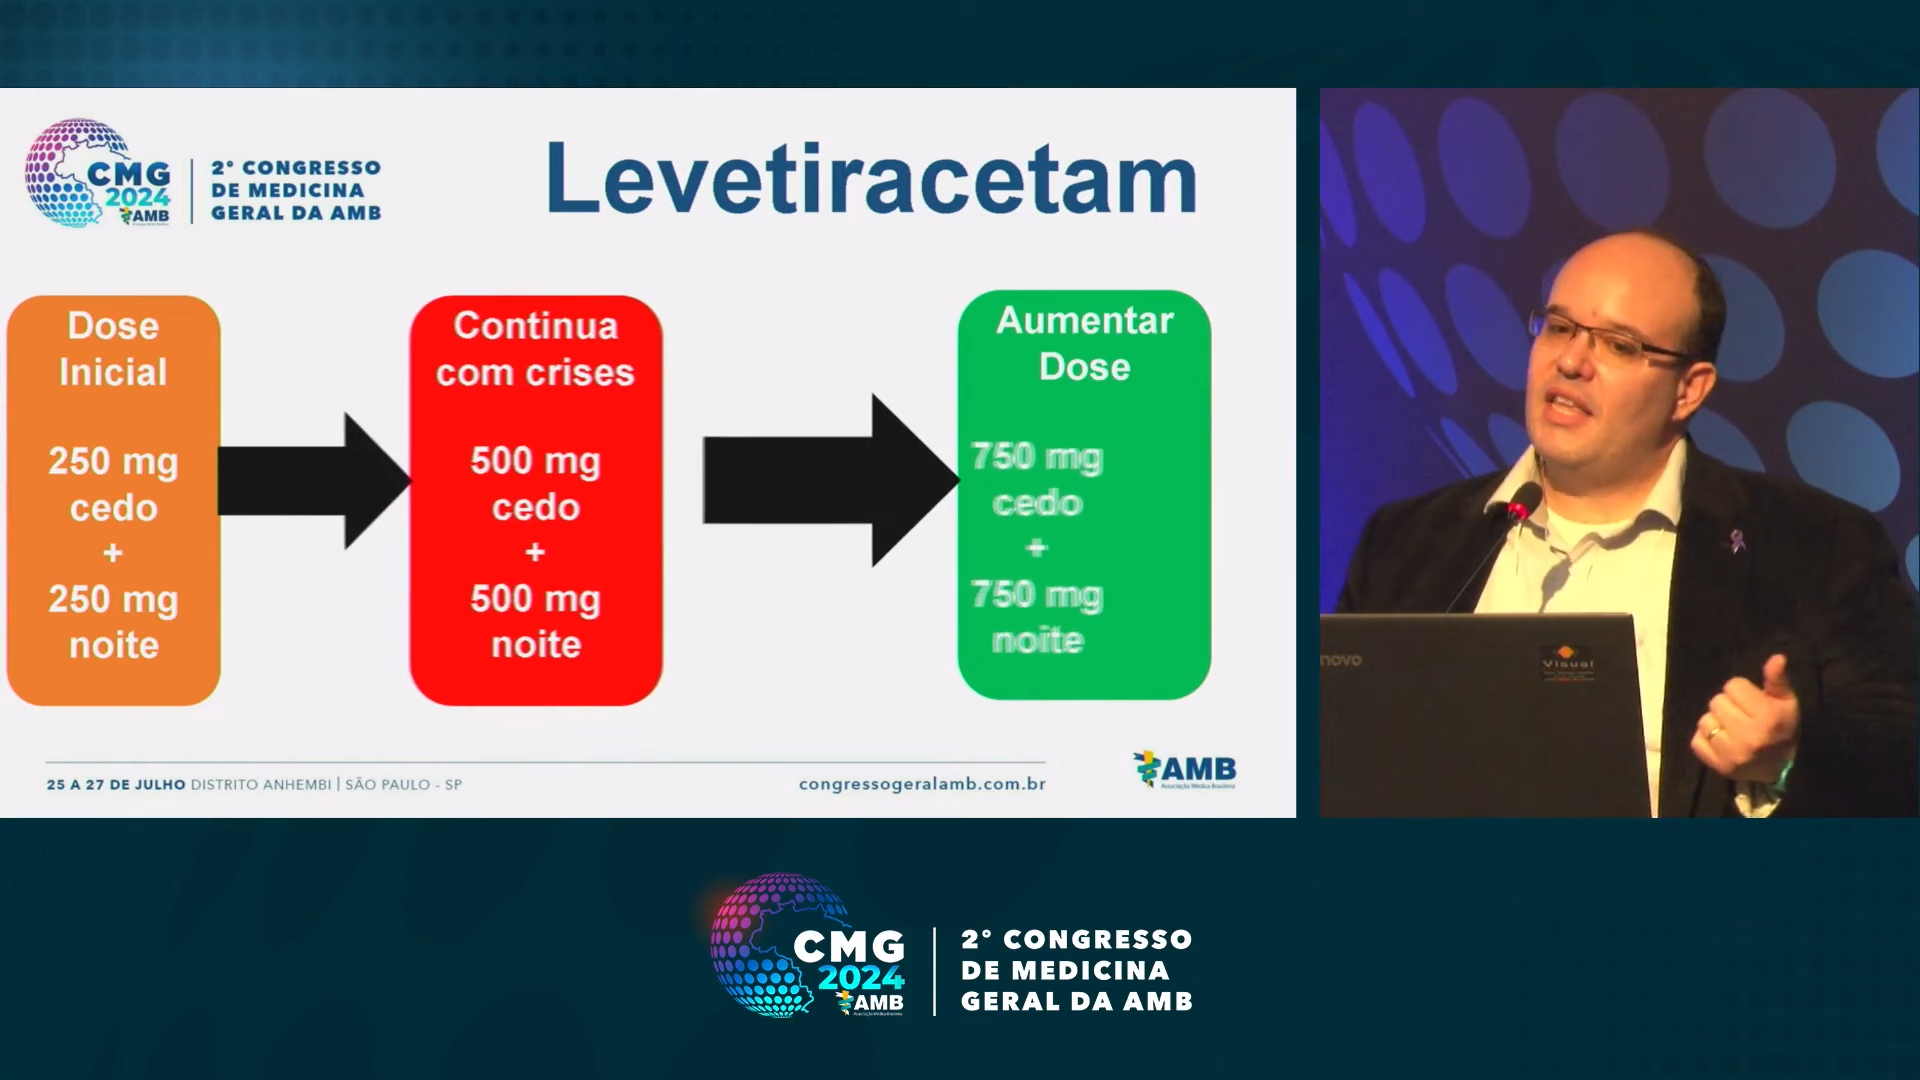 CMG
2024
AMB
2° CONGRESSO
DE MEDICINA
GERAL DA AMB
Levetiracetam
Dose
Inicial
250 mg
cedo
+
250 mg
noite
Continua
com crises
500 mg
cedo
+
500 mg
noite
Aumentar
Dose
750 mg
cedo
+
750 mg
noite
25 A 27 DE JULHO DISTRITO ANHEMBI | SÃO PAULO - SP
congressogeralamb.com.br
AMB
Associação Médica Brasileira
novo
Visual
CMG
2024
AMB
2° CONGRESSO
DE MEDICINA
GERAL DA AMB